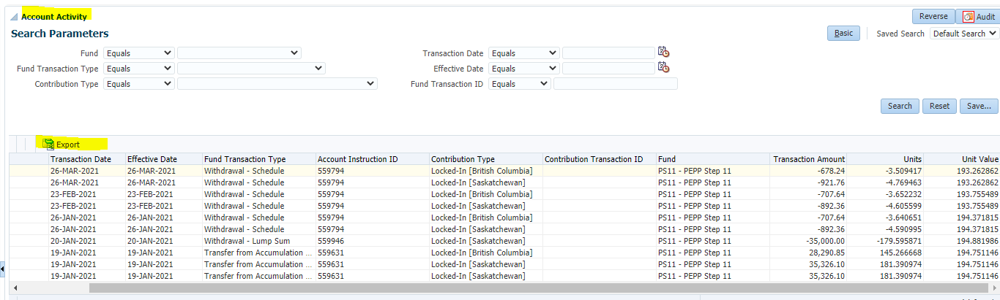 Account Activity Reverse Audit
Search Parameters Basic Saved Search Default Search
Fund Equals Transaction Date Equals
Fund Transaction Type Equals Effective Date Equals
Contribution Type Equals Fund Transaction ID Equals
Search Reset Save...
Export
Transaction Date Effective Date Fund Transaction Type Account Instruction ID Contribution Type Contribution Transaction ID Fund Transaction Amount Units Unit Value
26-MAR-2021 26-MAR-2021 Withdrawal - Schedule 559794 Locked-In [British Columbia] PS11 - PEPP Step 11 -678.24 -3.509417 193.262862
26-MAR-2021 26-MAR-2021 Withdrawal - Schedule 559794 Locked-In [Saskatchewan] PS11 - PEPP Step 11 -921.76 -4.769463 193.262862
23-FEB-2021 23-FEB-2021 Withdrawal - Schedule 559794 Locked-In [British Columbia] PS11 - PEPP Step 11 -707.64 -3.652232 193.755489
23-FEB-2021 23-FEB-2021 Withdrawal - Schedule 559794 Locked-In [Saskatchewan] PS11 - PEPP Step 11 -892.36 -4.605599 193.755489
26-JAN-2021 26-JAN-2021 Withdrawal - Schedule 559794 Locked-In [British Columbia] PS11 - PEPP Step 11 -707.64 -3.640651 194.371815
26-JAN-2021 26-JAN-2021 Withdrawal - Schedule 559794 Locked-In [Saskatchewan] PS11 - PEPP Step 11 -892.36 -4.590995 194.371815
20-JAN-2021 20-JAN-2021 Withdrawal - Lump Sum 559946 Locked-In [Saskatchewan] PS11 - PEPP Step 11 -35,000.00 -179.595871 194.881986
19-JAN-2021 19-JAN-2021 Transfer from Accumulation ... 559631 Locked-In [British Columbia] PS11 - PEPP Step 11 28,290.85 145.266668 194.751146
19-JAN-2021 19-JAN-2021 Transfer from Accumulation ... 559631 Locked-In [Saskatchewan] PS11 - PEPP Step 11 35,326.10 181.390974 194.751146
19-JAN-2021 19-JAN-2021 Transfer from Accumulation ... 559631 Locked-In [Saskatchewan] PS11 - PEPP Step 11 35,326.10 181.390974 194.751146